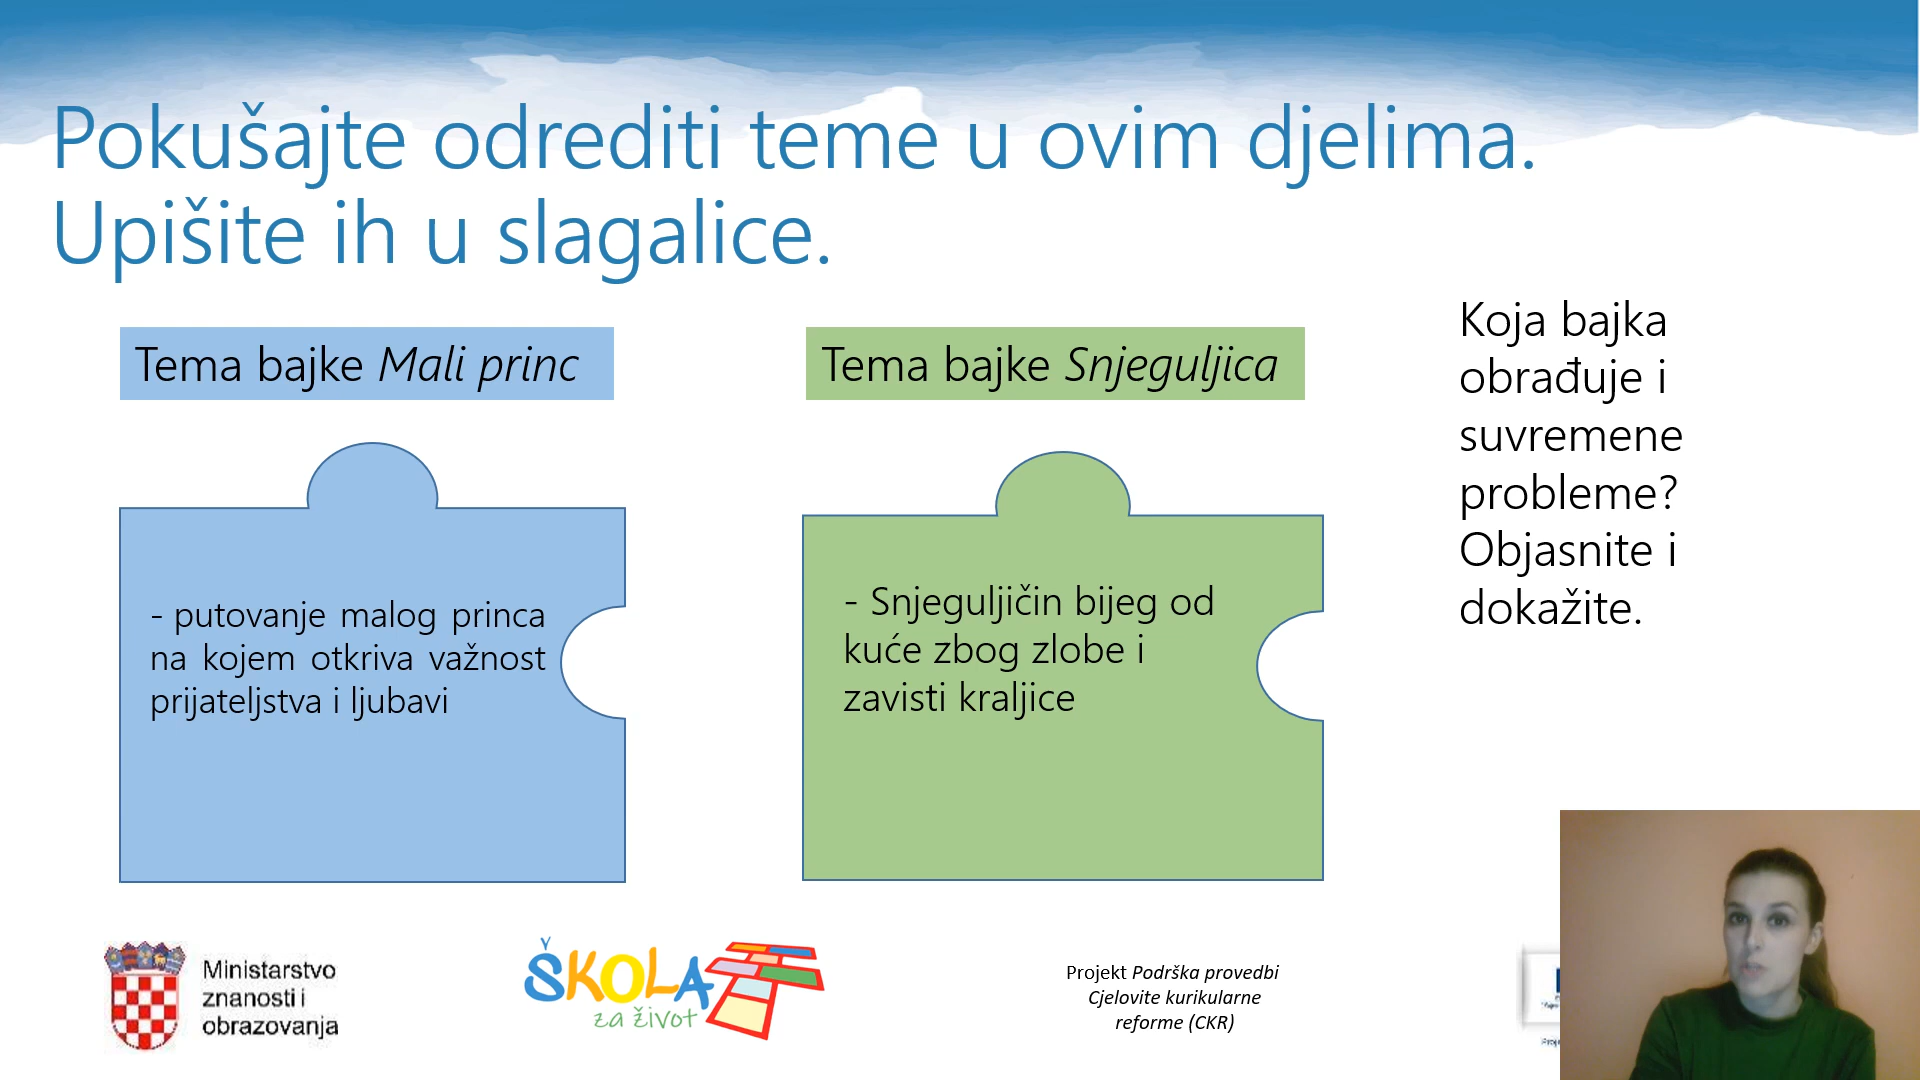 Pokušajte odrediti teme u ovim djelima.
Upišite ih u slagalice.
Tema bajke Mali princ
- putovanje malog princa
na kojem otkriva važnost
prijateljstva i ljubavi
Tema bajke Snjeguljica
- Snjeguljičin bijeg od
kuće zbog zlobe i
zavisti kraljice
Koja bajka
obrađuje i
suvremene
probleme?
Objasnite i
dokažite.
Ministarstvo
znanosti i
obrazovanja
ŠKOLA
za život
Projekt Podrška provedbi
Cjelovite kurikularne
reforme (CKR)